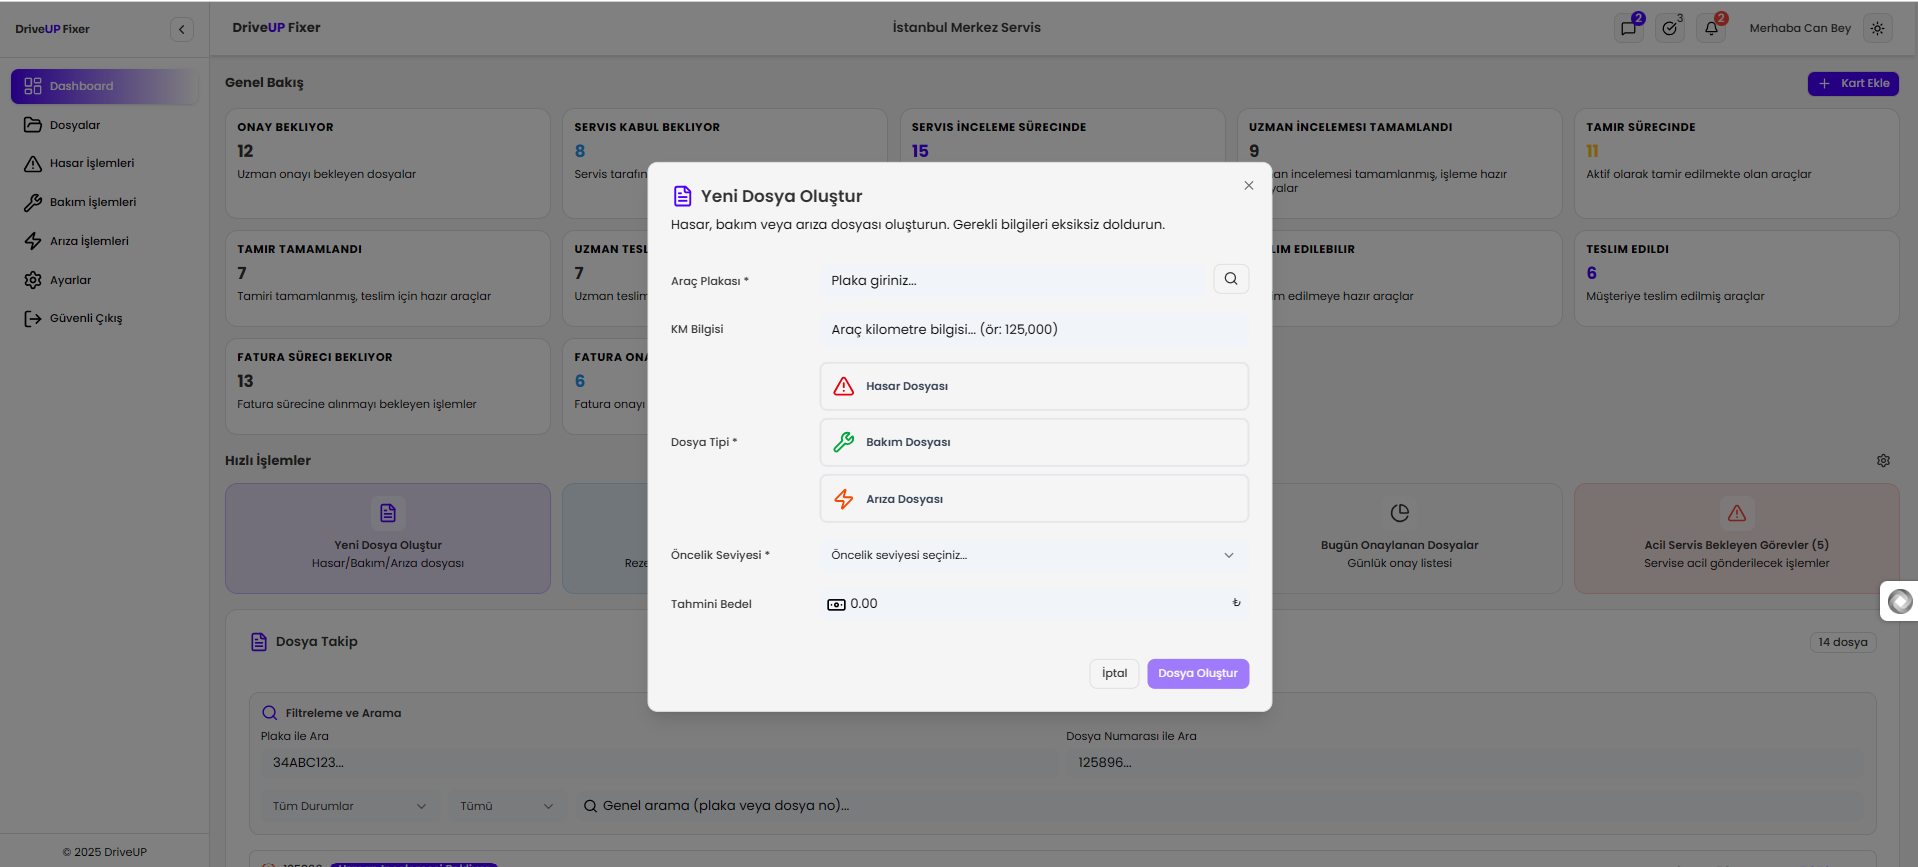 DriveUP Fixer
DriveUP Fixer
İstanbul Merkez Servis
2
3
2
Merhaba Can Bey
Dashboard
Dosyalar
Hasar İşlemleri
Bakım İşlemleri
Arıza İşlemleri
Ayarlar
Güvenli Çıkış
© 2025 DriveUP
Genel Bakış
Kart Ekle
ONAY BEKLIYOR
12
Uzman onayı bekleyen dosyalar
SERVIS KABUL BEKLIYOR
8
Servis tarafın
SERVIS İNCELEME SÜRECINDE
15
UZMAN İNCELEMESI TAMAMLANDI
9
an incelemesi tamamlanmış, işleme hazır
yalar
TAMIR SÜRECINDE
11
Aktif olarak tamir edilmekte olan araçlar
TAMIR TAMAMLANDI
7
Tamiri tamamlanmış, teslim için hazır araçlar
UZMAN TESL
7
Uzman teslim
LIM EDILEBILIR
m edilmeye hazır araçlar
TESLIM EDILDI
6
Müşteriye teslim edilmiş araçlar
FATURA SÜRECI BEKLIYOR
13
Fatura sürecine alınmayı bekleyen işlemler
FATURA ONA
6
Fatura onayı
Hızlı İşlemler
Yeni Dosya Oluştur
Hasar/Bakım/Arıza dosyası
Reze
Bugün Onaylanan Dosyalar
Günlük onay listesi
Acil Servis Bekleyen Görevler (5)
Servise acil gönderilecek işlemler
Yeni Dosya Oluştur
Hasar, bakım veya arıza dosyası oluşturun. Gerekli bilgileri eksiksiz doldurun.
Araç Plakası *
Plaka giriniz...
KM Bilgisi
Araç kilometre bilgisi... (ör: 125,000)
Dosya Tipi *
Hasar Dosyası
Bakım Dosyası
Arıza Dosyası
Öncelik Seviyesi *
Öncelik seviyesi seçiniz...
Tahmini Bedel
0.00
₺
İptal
Dosya Oluştur
Dosya Takip
14 dosya
Filtreleme ve Arama
Plaka ile Ara
34ABC123...
Dosya Numarası ile Ara
125896...
Tüm Durumlar
Tümü
Genel arama (plaka veya dosya no)...